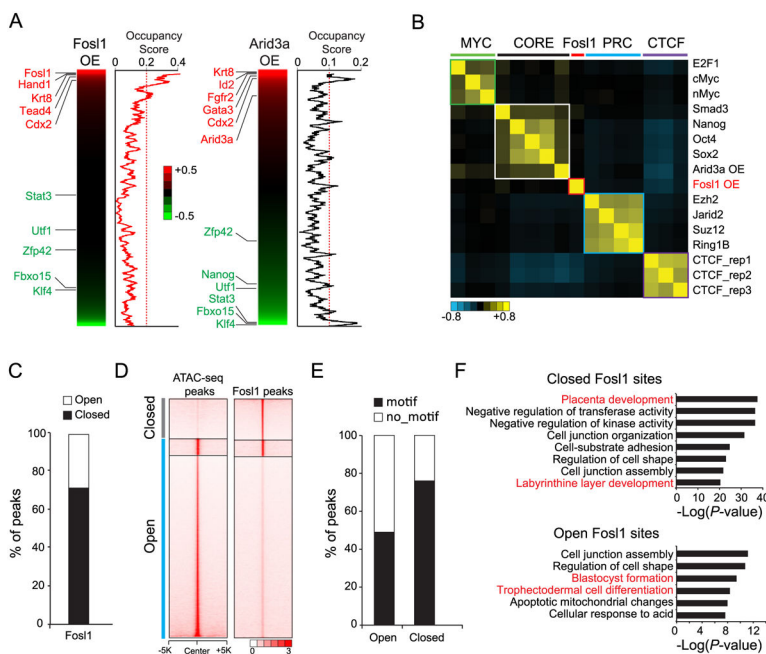 A
Fosl1
OE
Occupancy
Score
0 0.2 0.4
Fosl1
Hand1
Krt8
Tead4
Cdx2
Stat3
Utf1
Zfp42
Fbxo15
Klf4
+0.5
-0.5
Arid3a
OE
Occupancy
Score
0 0.1 0.2
Krt8
Id2
Fgfr2
Gata3
Cdx2
Arid3a
Zfp42
Nanog
Utf1
Stat3
Fbxo15
Klf4
B
MYC CORE Fosl1 PRC CTCF
E2F1
cMyc
nMyc
Smad3
Nanog
Oct4
Sox2
Arid3a OE
Fosl1 OE
Ezh2
Jarid2
Suz12
Ring1B
CTCF_rep1
CTCF_rep2
CTCF_rep3
-0.8 +0.8
C
Open
Closed
% of peaks
100
80
60
40
20
0
Fosl1
D
ATAC-seq
peaks
Fosl1 peaks
Closed
Open
-5K Center +5K
0 3
E
motif
no_motif
% of peaks
100
80
60
40
20
0
Open Closed
F
Closed Fosl1 sites
Placenta development
Negative regulation of transferase activity
Negative regulation of kinase activity
Cell junction organization
Cell-substrate adhesion
Regulation of cell shape
Cell junction assembly
Labyrinthine layer development
0 10 20 30 40
-Log(P-value)
Open Fosl1 sites
Cell junction assembly
Regulation of cell shape
Blastocyst formation
Trophectodermal cell differentiation
Apoptotic mitochondrial changes
Cellular response to acid
0 4 8 12
-Log(P-value)